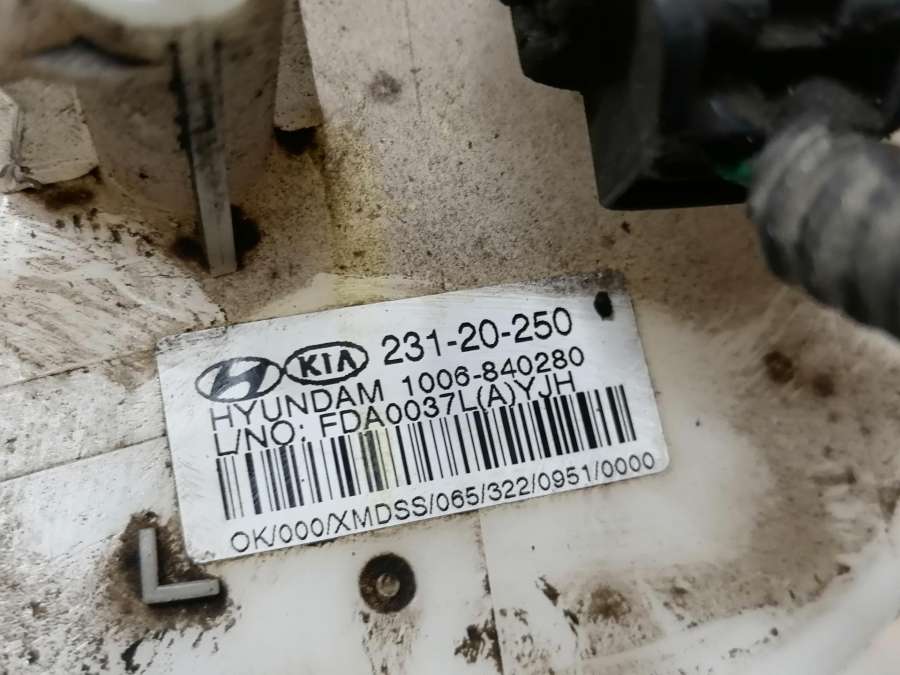 KIA 231-20-250
HYUNDAM 1006-840280
L/NO: FDA0037L(A)YJH
OK/000/XMDSS/065/322/0951/0000
L